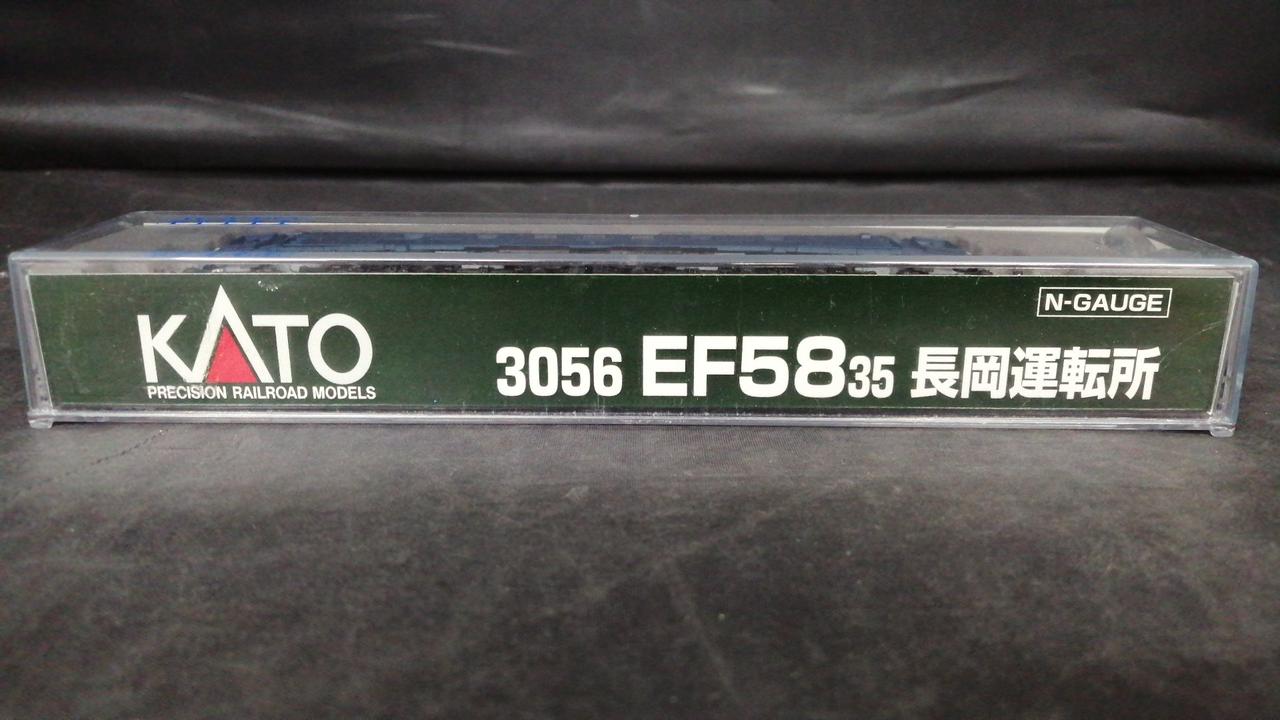 N-GAUGE
KATO
PRECISION RAILROAD MODELS
3056 EF5835 長岡運転所